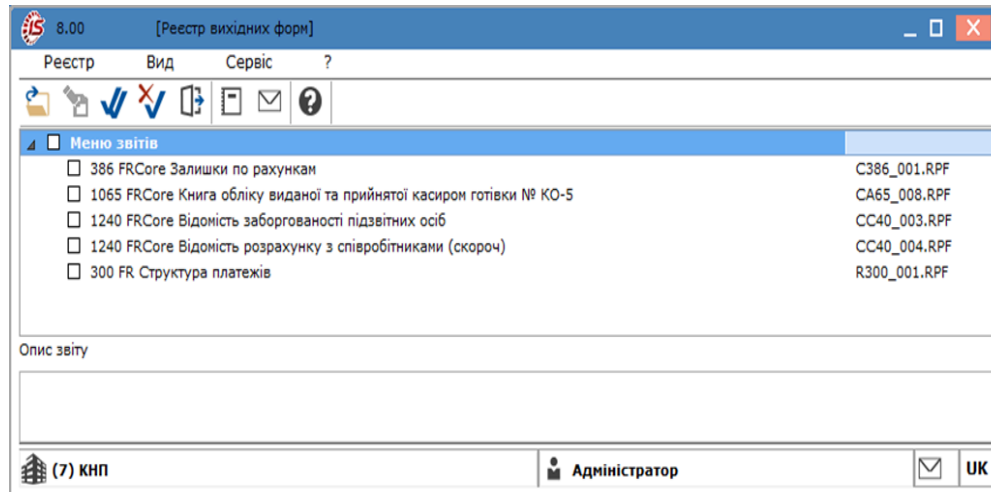 iS 8.00 [Реєстр вихідних форм]
Реєстр Вид Сервіс ?
Меню звітів
386 FRCore Залишки по рахункам C386_001.RPF
1065 FRCore Книга обліку виданої та прийнятої касиром готівки № КО-5 CA65_008.RPF
1240 FRCore Відомість заборгованості підзвітних осіб CC40_003.RPF
1240 FRCore Відомість розрахунку з співробітниками (скороч) CC40_004.RPF
300 FR Структура платежів R300_001.RPF
Опис звіту
(7) КНП Адміністратор UK